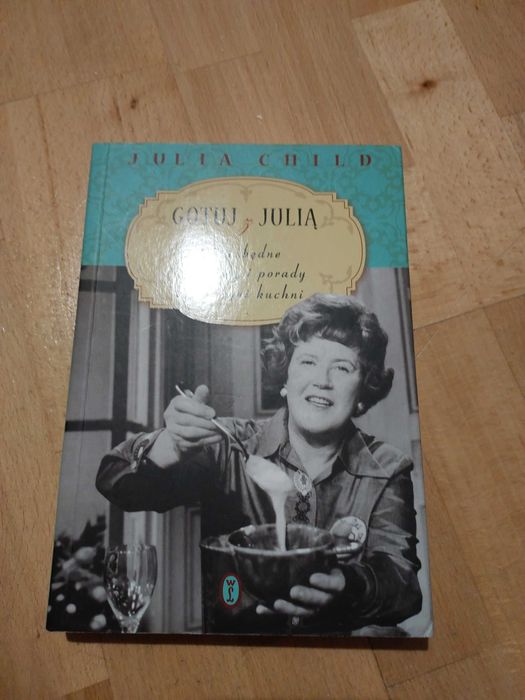 JULIA CHILD
GOTUJ z JULIĄ
i porady
kuchni
W
L